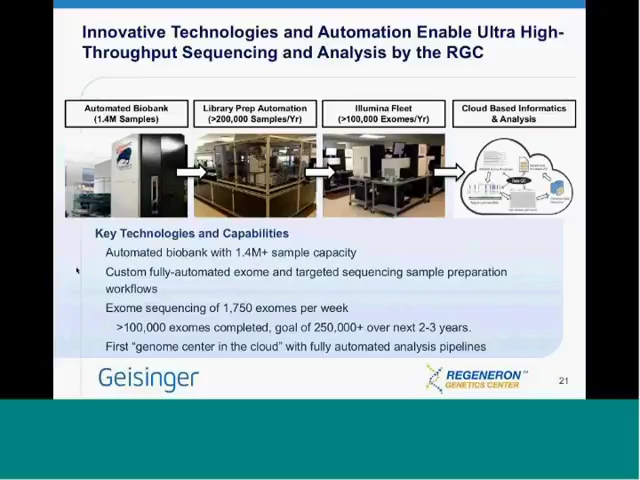 Innovative Technologies and Automation Enable Ultra High-
Throughput Sequencing and Analysis by the RGC
Automated Biobank
(1.4M Samples)
Library Prep Automation
(>200,000 Samples/Yr)
Illumina Fleet
(>100,000 Exomes/Yr)
Cloud Based Informatics
& Analysis
Key Technologies and Capabilities
Automated biobank with 1.4M+ sample capacity
Custom fully-automated exome and targeted sequencing sample preparation
workflows
Exome sequencing of 1,750 exomes per week
>100,000 exomes completed, goal of 250,000+ over next 2-3 years.
First “genome center in the cloud” with fully automated analysis pipelines
Geisinger
REGENERON™
GENETICS CENTER
21